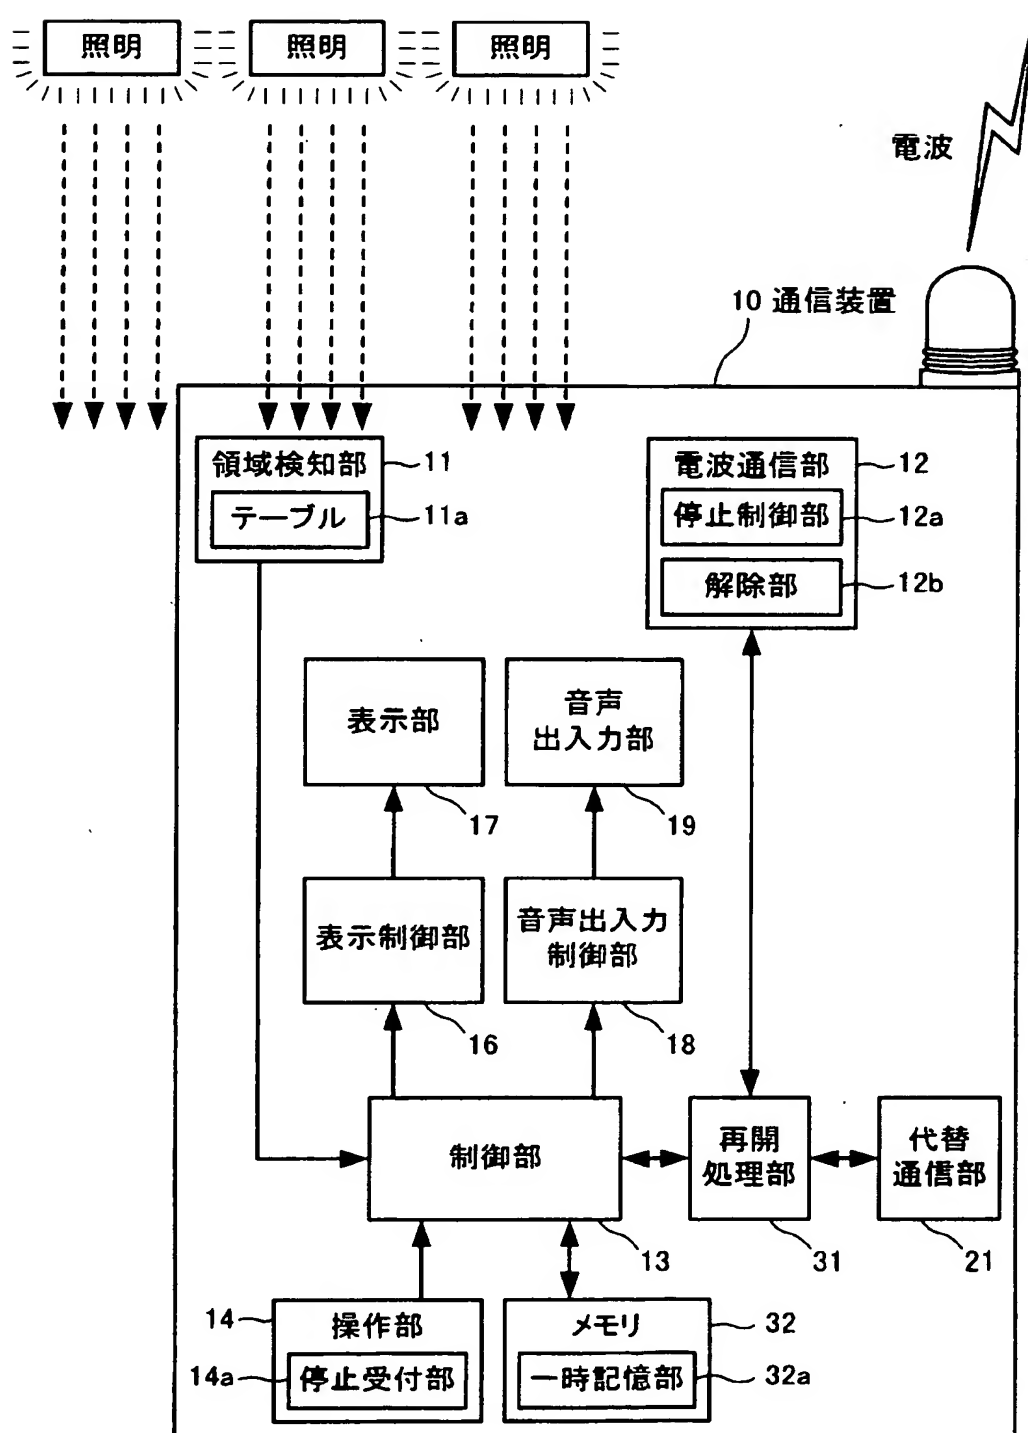 照明
照明
照明
電波
10 通信装置
領域検知部
11
テーブル
11a
電波通信部
12
停止制御部
12a
解除部
12b
表示部
17
音声
出入力部
19
表示制御部
16
音声出入力
制御部
18
制御部
13
再開
処理部
31
代替
通信部
21
14
操作部
14a
停止受付部
メモリ
32
一時記憶部
32a